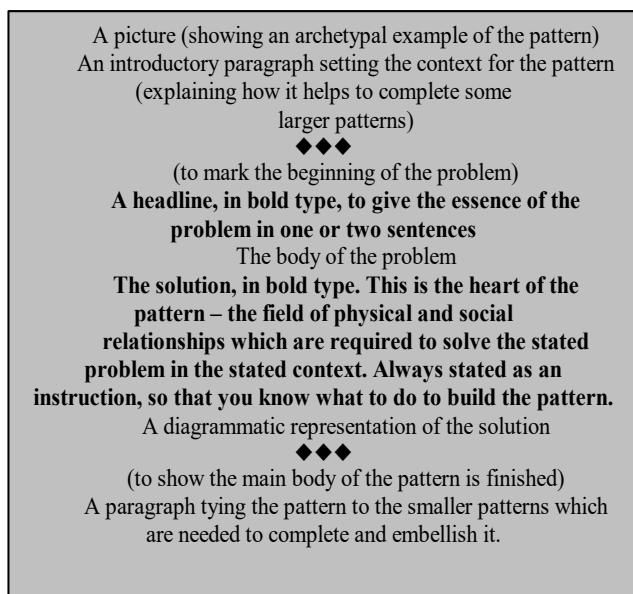 A picture (showing an archetypal example of the pattern)
An introductory paragraph setting the context for the pattern
(explaining how it helps to complete some
larger patterns)
◆◆◆
(to mark the beginning of the problem)
A headline, in bold type, to give the essence of the
problem in one or two sentences
The body of the problem
The solution, in bold type. This is the heart of the
pattern – the field of physical and social
relationships which are required to solve the stated
problem in the stated context. Always stated as an
instruction, so that you know what to do to build the pattern.
A diagrammatic representation of the solution
◆◆◆
(to show the main body of the pattern is finished)
A paragraph tying the pattern to the smaller patterns which
are needed to complete and embellish it.